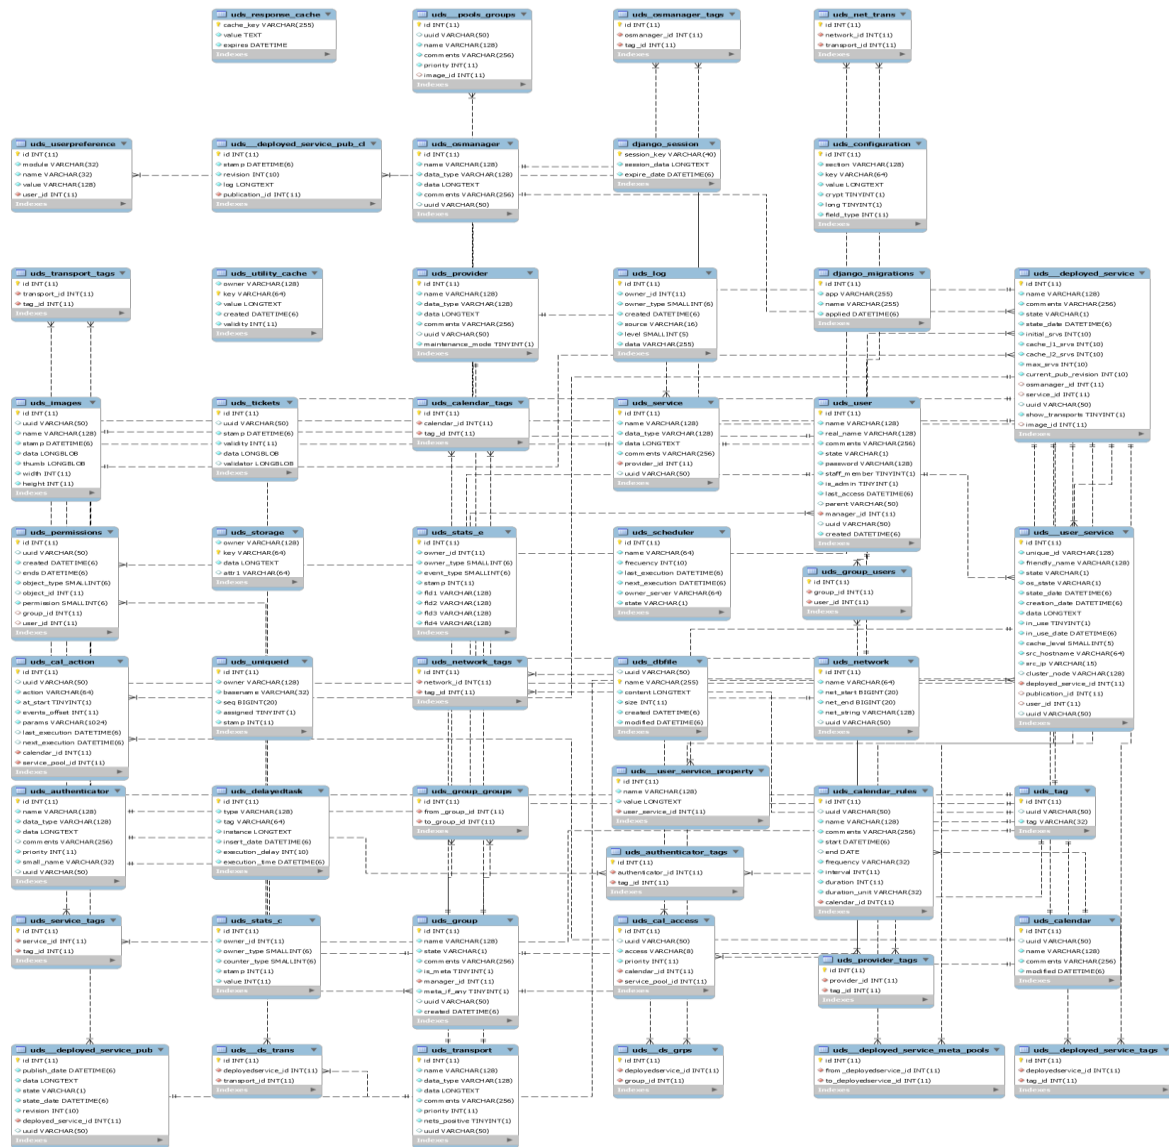 uds_response_cache
cache_key VARCHAR(255)
value TEXT
expires DATETIME
Indexes
uds__pools_groups
id INT(11)
uuid VARCHAR(50)
name VARCHAR(128)
comments VARCHAR(256)
priority INT(11)
image_id INT(11)
Indexes
uds_osmanager_tags
id INT(11)
osmanager_id INT(11)
tag_id INT(11)
Indexes
uds_net_trans
id INT(11)
network_id INT(11)
transport_id INT(11)
Indexes
uds_userpreference
id INT(11)
module VARCHAR(32)
name VARCHAR(32)
value VARCHAR(128)
user_id INT(11)
Indexes
uds__deployed_service_pub_cl
id INT(11)
stamp DATETIME(6)
revision INT(10)
log LONGTEXT
publication_id INT(11)
Indexes
uds_osmanager
id INT(11)
name VARCHAR(128)
data_type VARCHAR(128)
data LONGTEXT
comments VARCHAR(256)
uuid VARCHAR(50)
Indexes
django_session
session_key VARCHAR(40)
session_data LONGTEXT
expire_date DATETIME(6)
Indexes
uds_configuration
id INT(11)
section VARCHAR(128)
key VARCHAR(64)
value LONGTEXT
crypt TINYINT(1)
long TINYINT(1)
field_type INT(11)
Indexes
uds_transport_tags
id INT(11)
transport_id INT(11)
tag_id INT(11)
Indexes
uds_utility_cache
owner VARCHAR(128)
key VARCHAR(64)
value LONGTEXT
created DATETIME(6)
validity INT(11)
Indexes
uds_provider
id INT(11)
name VARCHAR(128)
data_type VARCHAR(128)
data LONGTEXT
comments VARCHAR(256)
uuid VARCHAR(50)
maintenance_mode TINYINT(1)
Indexes
uds_log
id INT(11)
owner_id INT(11)
owner_type SMALLINT(6)
created DATETIME(6)
source VARCHAR(16)
level SMALLINT(5)
data VARCHAR(255)
Indexes
django_migrations
id INT(11)
app VARCHAR(255)
name VARCHAR(255)
applied DATETIME(6)
Indexes
uds__deployed_service
id INT(11)
name VARCHAR(128)
comments VARCHAR(256)
state VARCHAR(1)
state_date DATETIME(6)
initial_srvs INT(10)
cache_l1_srvs INT(10)
cache_l2_srvs INT(10)
max_srvs INT(10)
current_pub_revision INT(10)
osmanager_id INT(11)
service_id INT(11)
uuid VARCHAR(50)
show_transports TINYINT(1)
image_id INT(11)
Indexes
uds_images
id INT(11)
uuid VARCHAR(50)
name VARCHAR(128)
stamp DATETIME(6)
data LONGBLOB
thumb LONGBLOB
width INT(11)
height INT(11)
Indexes
uds_tickets
id INT(11)
uuid VARCHAR(50)
stamp DATETIME(6)
validity INT(11)
data LONGBLOB
validator LONGBLOB
Indexes
uds_calendar_tags
id INT(11)
calendar_id INT(11)
tag_id INT(11)
Indexes
uds_service
id INT(11)
name VARCHAR(128)
data_type VARCHAR(128)
data LONGTEXT
comments VARCHAR(256)
provider_id INT(11)
uuid VARCHAR(50)
Indexes
uds_user
id INT(11)
name VARCHAR(128)
real_name VARCHAR(128)
comments VARCHAR(256)
state VARCHAR(1)
password VARCHAR(128)
staff_member TINYINT(1)
is_admin TINYINT(1)
last_access DATETIME(6)
parent VARCHAR(50)
manager_id INT(11)
uuid VARCHAR(50)
created DATETIME(6)
Indexes
uds_permissions
id INT(11)
uuid VARCHAR(50)
created DATETIME(6)
ends DATETIME(6)
object_type SMALLINT(6)
object_id INT(11)
permission SMALLINT(6)
group_id INT(11)
user_id INT(11)
Indexes
uds_storage
owner VARCHAR(128)
key VARCHAR(64)
data LONGTEXT
attr1 VARCHAR(64)
Indexes
uds_stats_e
id INT(11)
owner_id INT(11)
owner_type SMALLINT(6)
event_type SMALLINT(6)
stamp INT(11)
fld1 VARCHAR(128)
fld2 VARCHAR(128)
fld3 VARCHAR(128)
fld4 VARCHAR(128)
Indexes
uds_scheduler
id INT(11)
name VARCHAR(64)
frecuency INT(10)
last_execution DATETIME(6)
next_execution DATETIME(6)
owner_server VARCHAR(64)
state VARCHAR(1)
Indexes
uds_group_users
id INT(11)
group_id INT(11)
user_id INT(11)
Indexes
uds__user_service
id INT(11)
unique_id VARCHAR(128)
friendly_name VARCHAR(128)
state VARCHAR(1)
os_state VARCHAR(1)
state_date DATETIME(6)
creation_date DATETIME(6)
data LONGTEXT
in_use TINYINT(1)
in_use_date DATETIME(6)
cache_level SMALLINT(5)
src_hostname VARCHAR(64)
src_ip VARCHAR(15)
cluster_node VARCHAR(128)
deployed_service_id INT(11)
publication_id INT(11)
user_id INT(11)
uuid VARCHAR(50)
Indexes
uds_cal_action
id INT(11)
uuid VARCHAR(50)
action VARCHAR(64)
at_start TINYINT(1)
events_offset INT(11)
params VARCHAR(1024)
last_execution DATETIME(6)
next_execution DATETIME(6)
calendar_id INT(11)
service_pool_id INT(11)
Indexes
uds_uniqueid
id INT(11)
owner VARCHAR(128)
basename VARCHAR(32)
seq BIGINT(20)
assigned TINYINT(1)
stamp INT(11)
Indexes
uds_network_tags
id INT(11)
network_id INT(11)
tag_id INT(11)
Indexes
uds_dbfile
uuid VARCHAR(50)
name VARCHAR(255)
content LONGTEXT
size INT(11)
created DATETIME(6)
modified DATETIME(6)
Indexes
uds_network
id INT(11)
name VARCHAR(64)
net_start BIGINT(20)
net_end BIGINT(20)
net_string VARCHAR(128)
uuid VARCHAR(50)
Indexes
uds_authenticator
id INT(11)
name VARCHAR(128)
data_type VARCHAR(128)
data LONGTEXT
comments VARCHAR(256)
priority INT(11)
small_name VARCHAR(32)
uuid VARCHAR(50)
Indexes
uds_delayedtask
id INT(11)
type VARCHAR(128)
tag VARCHAR(64)
instance LONGTEXT
insert_date DATETIME(6)
execution_delay INT(10)
execution_time DATETIME(6)
Indexes
uds_group_groups
id INT(11)
from_group_id INT(11)
to_group_id INT(11)
Indexes
uds__user_service_property
id INT(11)
name VARCHAR(128)
value LONGTEXT
user_service_id INT(11)
Indexes
uds_calendar_rules
id INT(11)
uuid VARCHAR(50)
name VARCHAR(128)
comments VARCHAR(256)
start DATETIME(6)
end DATE
frequency VARCHAR(32)
interval INT(11)
duration INT(11)
duration_unit VARCHAR(32)
calendar_id INT(11)
Indexes
uds_tag
id INT(11)
uuid VARCHAR(50)
tag VARCHAR(32)
Indexes
uds_authenticator_tags
id INT(11)
authenticator_id INT(11)
tag_id INT(11)
Indexes
uds_service_tags
id INT(11)
service_id INT(11)
tag_id INT(11)
Indexes
uds_stats_c
id INT(11)
owner_id INT(11)
owner_type SMALLINT(6)
counter_type SMALLINT(6)
stamp INT(11)
value INT(11)
Indexes
uds_group
id INT(11)
name VARCHAR(128)
state VARCHAR(1)
comments VARCHAR(256)
is_meta TINYINT(1)
manager_id INT(11)
meta_if_any TINYINT(1)
uuid VARCHAR(50)
created DATETIME(6)
Indexes
uds_cal_access
id INT(11)
uuid VARCHAR(50)
access VARCHAR(8)
priority INT(11)
calendar_id INT(11)
service_pool_id INT(11)
Indexes
uds_provider_tags
id INT(11)
provider_id INT(11)
tag_id INT(11)
Indexes
uds_calendar
id INT(11)
uuid VARCHAR(50)
name VARCHAR(128)
comments VARCHAR(256)
modified DATETIME(6)
Indexes
uds__deployed_service_pub
id INT(11)
publish_date DATETIME(6)
data LONGTEXT
state VARCHAR(1)
state_date DATETIME(6)
revision INT(10)
deployed_service_id INT(11)
uuid VARCHAR(50)
Indexes
uds__ds_trans
id INT(11)
deployedservice_id INT(11)
transport_id INT(11)
Indexes
uds_transport
id INT(11)
name VARCHAR(128)
data_type VARCHAR(128)
data LONGTEXT
comments VARCHAR(256)
priority INT(11)
nets_positive TINYINT(1)
uuid VARCHAR(50)
Indexes
uds__ds_grps
id INT(11)
deployedservice_id INT(11)
group_id INT(11)
Indexes
uds__deployed_service_meta_pools
id INT(11)
from_deployedservice_id INT(11)
to_deployedservice_id INT(11)
Indexes
uds__deployed_service_tags
id INT(11)
deployedservice_id INT(11)
tag_id INT(11)
Indexes